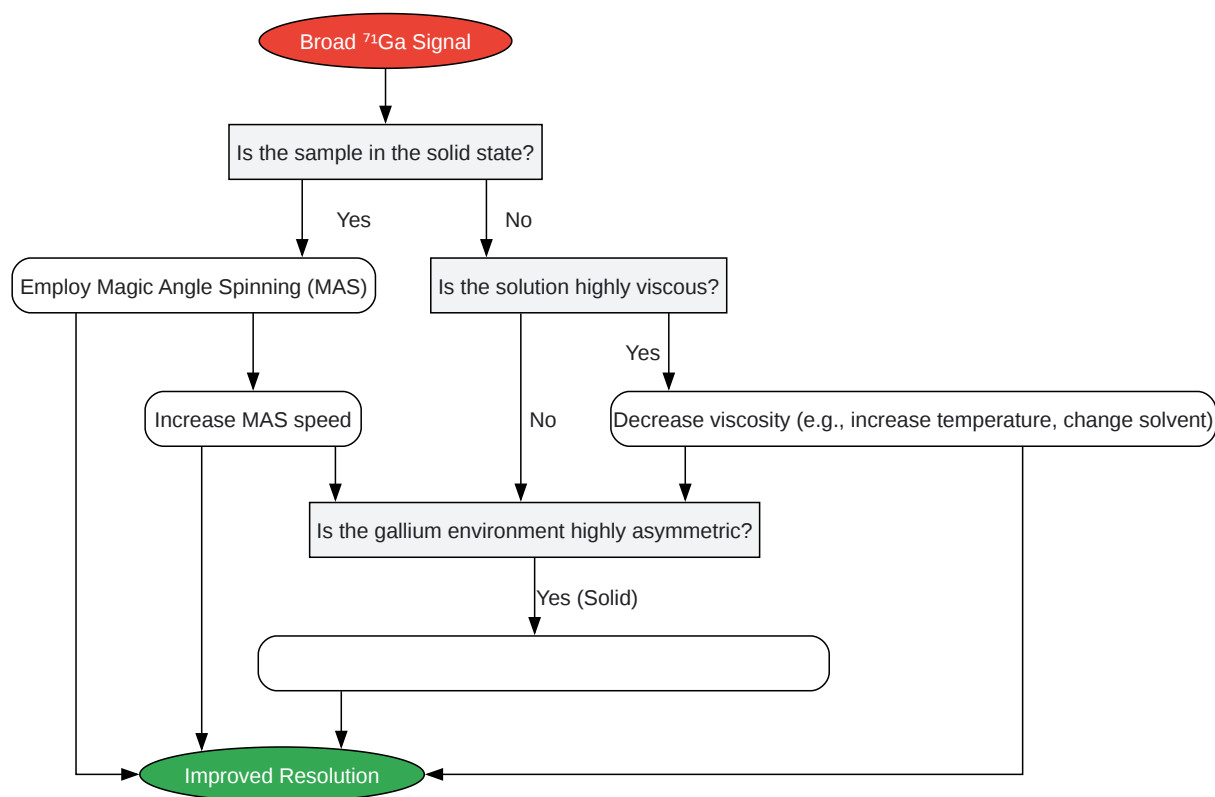 Broad ⁷¹Ga Signal
Is the sample in the solid state?
Yes
No
Employ Magic Angle Spinning (MAS)
Is the solution highly viscous?
Yes
Increase MAS speed
No
Decrease viscosity (e.g., increase temperature, change solvent)
Is the gallium environment highly asymmetric?
Yes (Solid)
Improved Resolution